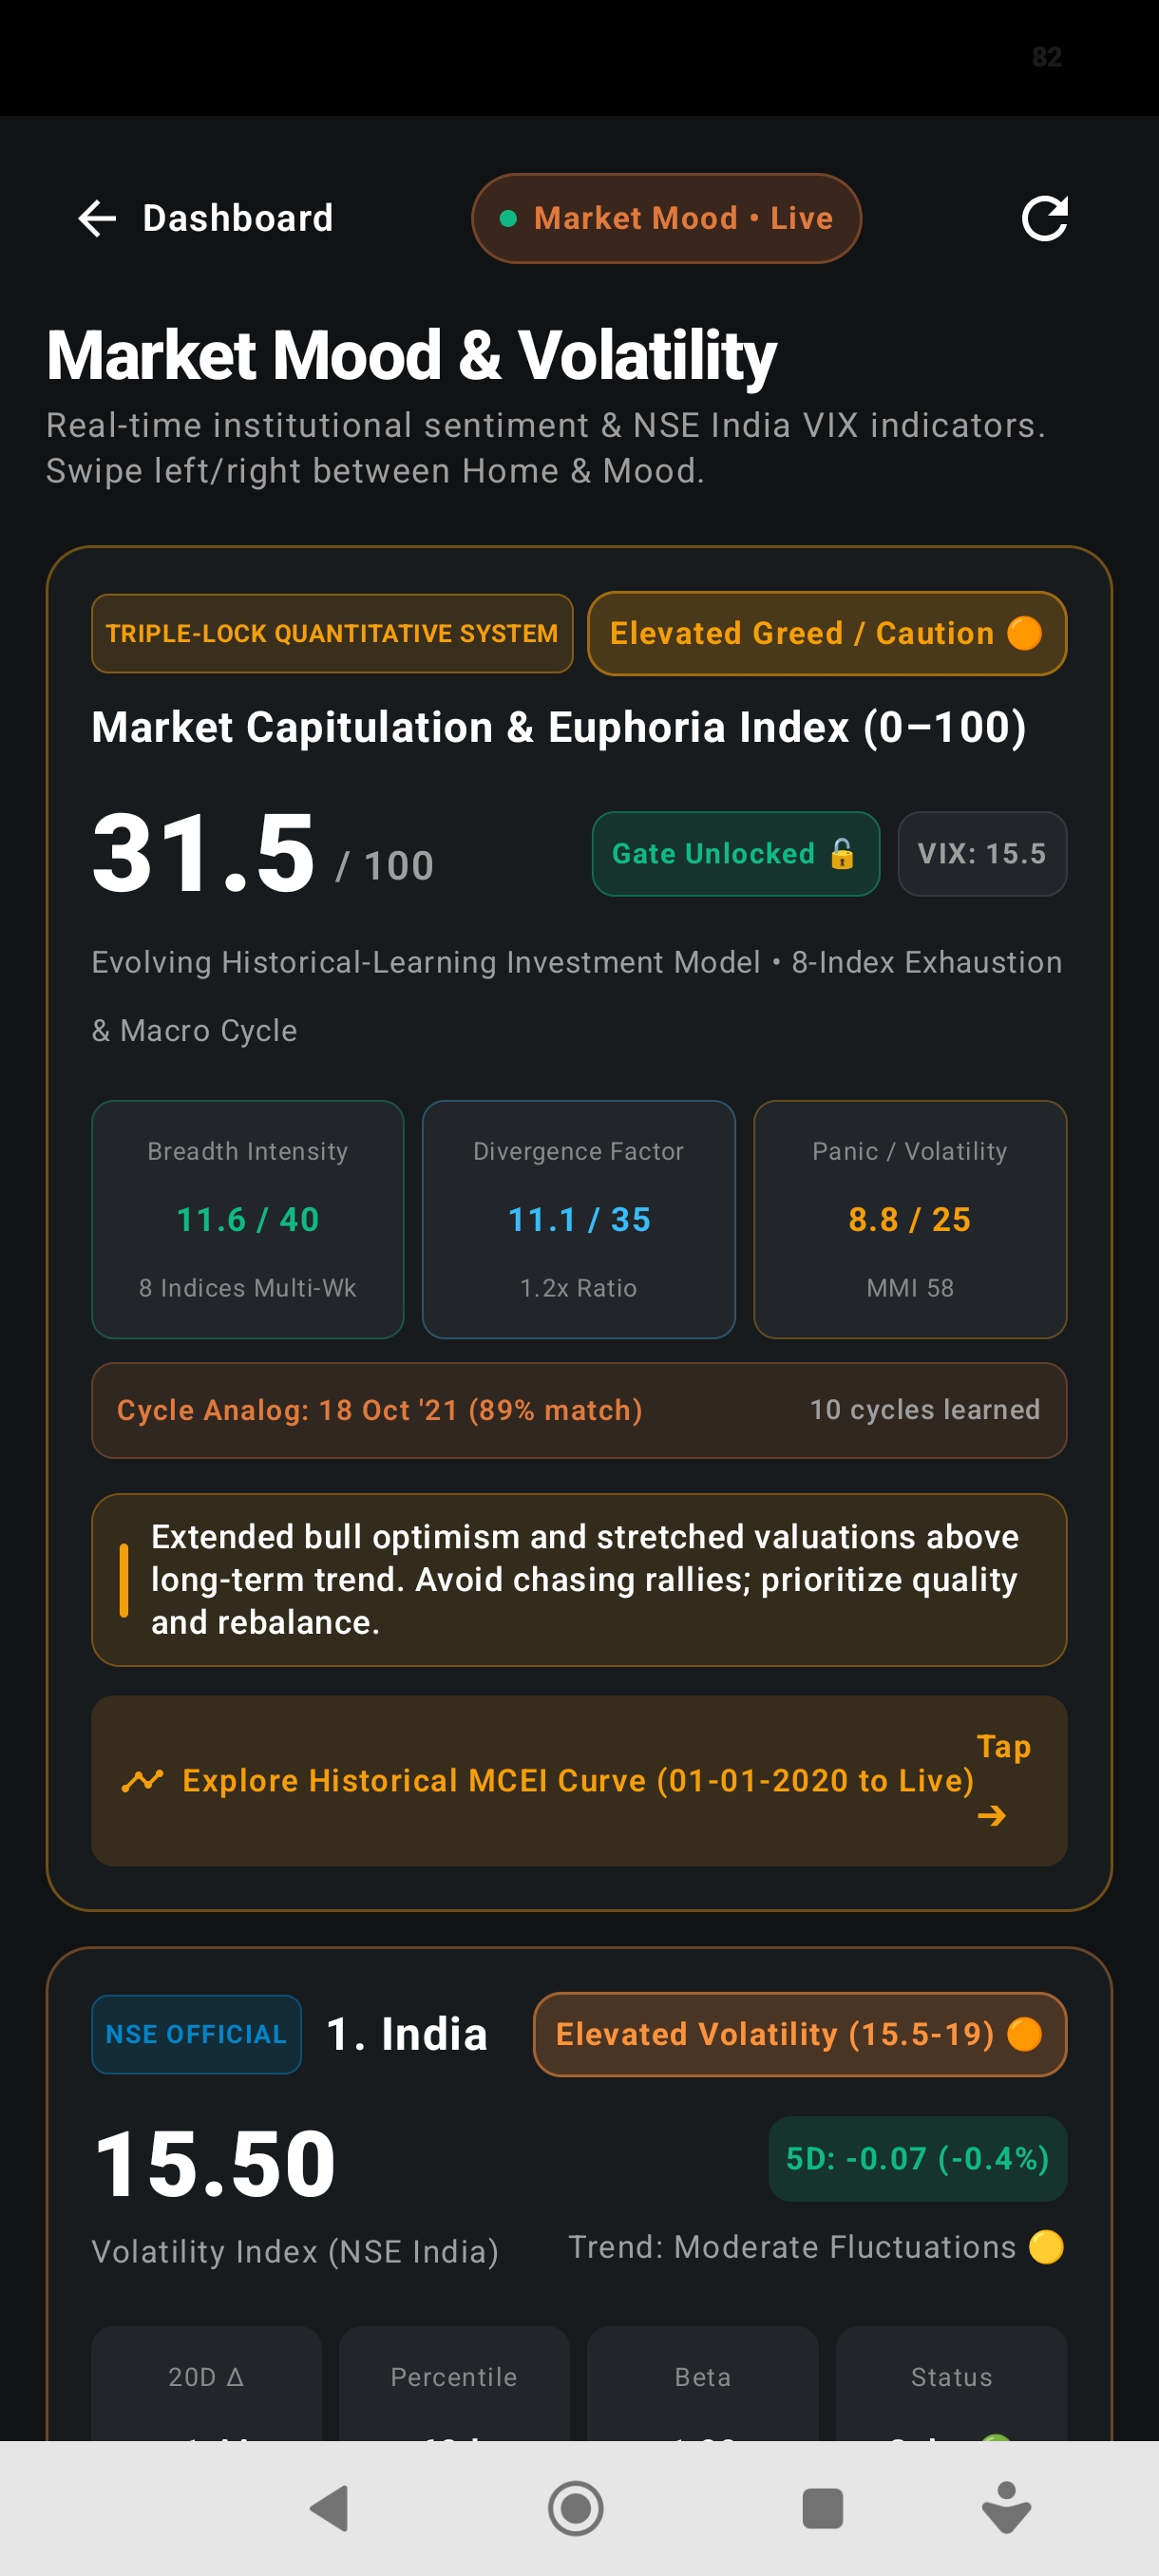 82
Dashboard
Market Mood • Live
Market Mood & Volatility
Real-time institutional sentiment & NSE India VIX indicators.
Swipe left/right between Home & Mood.
TRIPLE-LOCK QUANTITATIVE SYSTEM
Elevated Greed / Caution 🟠
Market Capitulation & Euphoria Index (0–100)
31.5 / 100
Gate Unlocked 🔓
VIX: 15.5
Evolving Historical-Learning Investment Model • 8-Index Exhaustion
& Macro Cycle
Breadth Intensity
11.6 / 40
8 Indices Multi-Wk
Divergence Factor
11.1 / 35
1.2x Ratio
Panic / Volatility
8.8 / 25
MMI 58
Cycle Analog: 18 Oct '21 (89% match)
10 cycles learned
Extended bull optimism and stretched valuations above
long-term trend. Avoid chasing rallies; prioritize quality
and rebalance.
Explore Historical MCEI Curve (01-01-2020 to Live)
Tap
→
NSE OFFICIAL
1. India
Elevated Volatility (15.5-19) 🟠
15.50
5D: -0.07 (-0.4%)
Volatility Index (NSE India)
Trend: Moderate Fluctuations 🟡
20D Δ
Percentile
Beta
Status